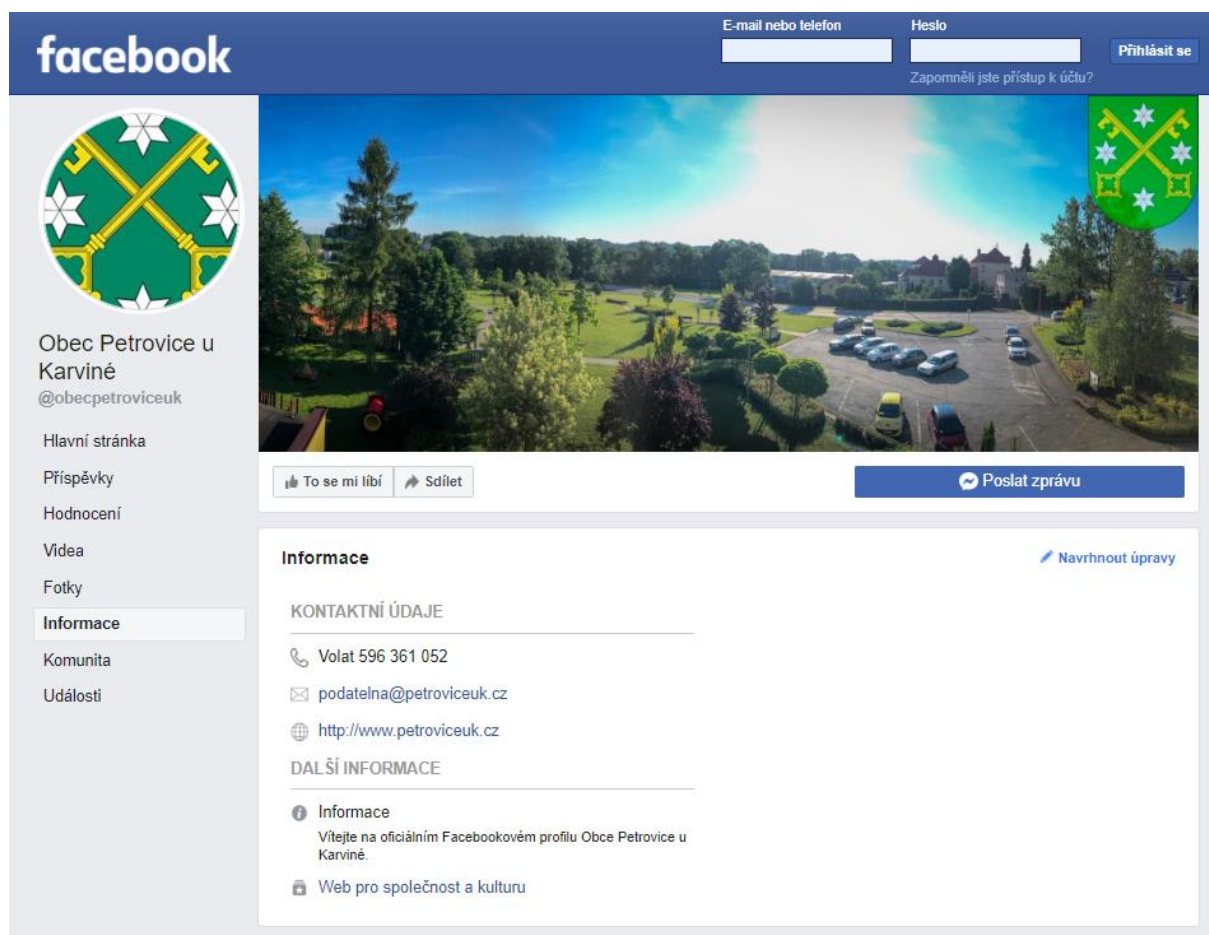 E-mail nebo telefon
Heslo
facebook
Přihlásit se
Zapomněli jste přístup k účtu?
Obec Petrovice u
Karviné
@obecpetroviceuk
Hlavní stránka
Příspěvky
Hodnocení
Videa
Fotky
Informace
Komunita
Události
To se mi líbí
Sdílet
Poslat zprávu
Informace
Navrhnout úpravy
KONTAKTNÍ ÚDAJE
Volat 596 361 052
podatelna@petroviceuk.cz
http://www.petroviceuk.cz
DALŠÍ INFORMACE
Informace
Vítejte na oficiálním Facebookovém profilu Obce Petrovice u
Karviné.
Web pro společnost a kulturu